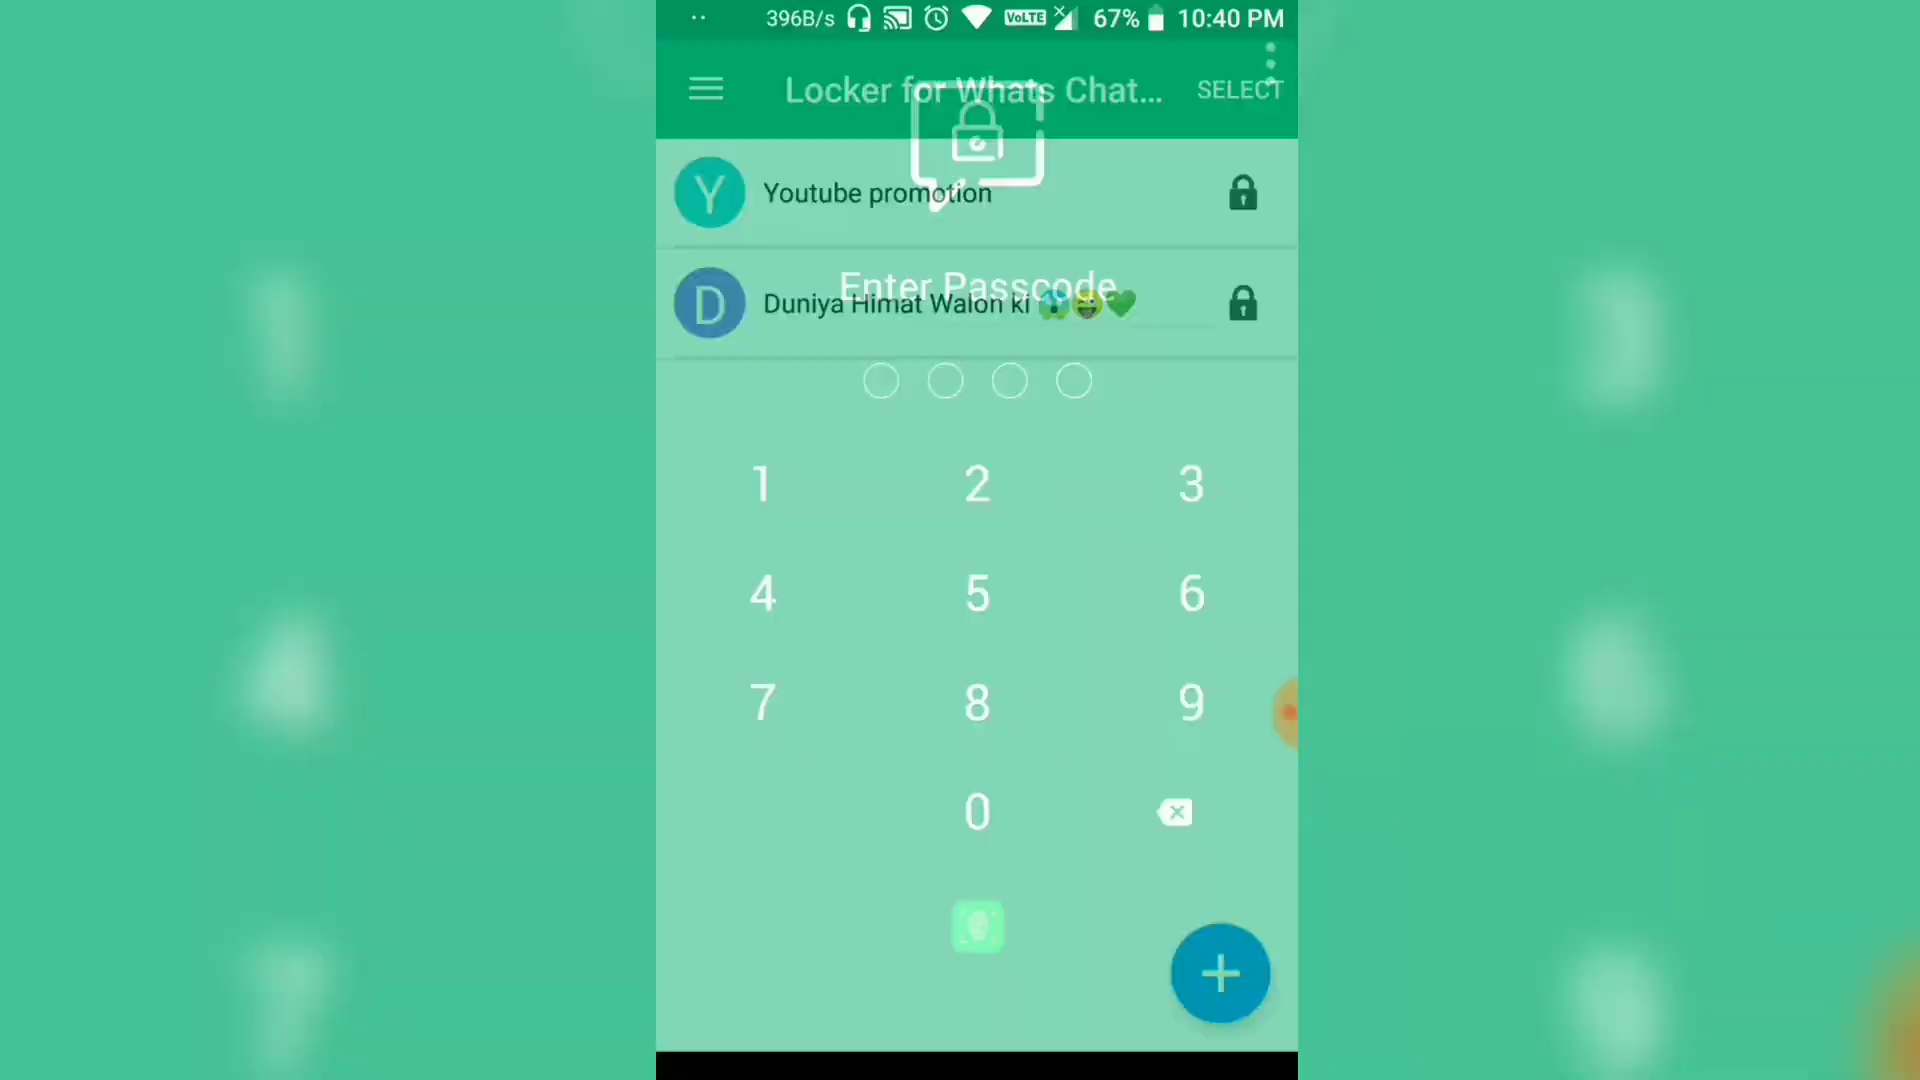 396B/s VoLTE 67% 10:40 PM
Locker for Whats Chat... SELECT
Y Youtube promotion
Enter Passcode
D Duniya Himat Walon ki 😱😜💚
1 2 3
4 5 6
7 8 9
0